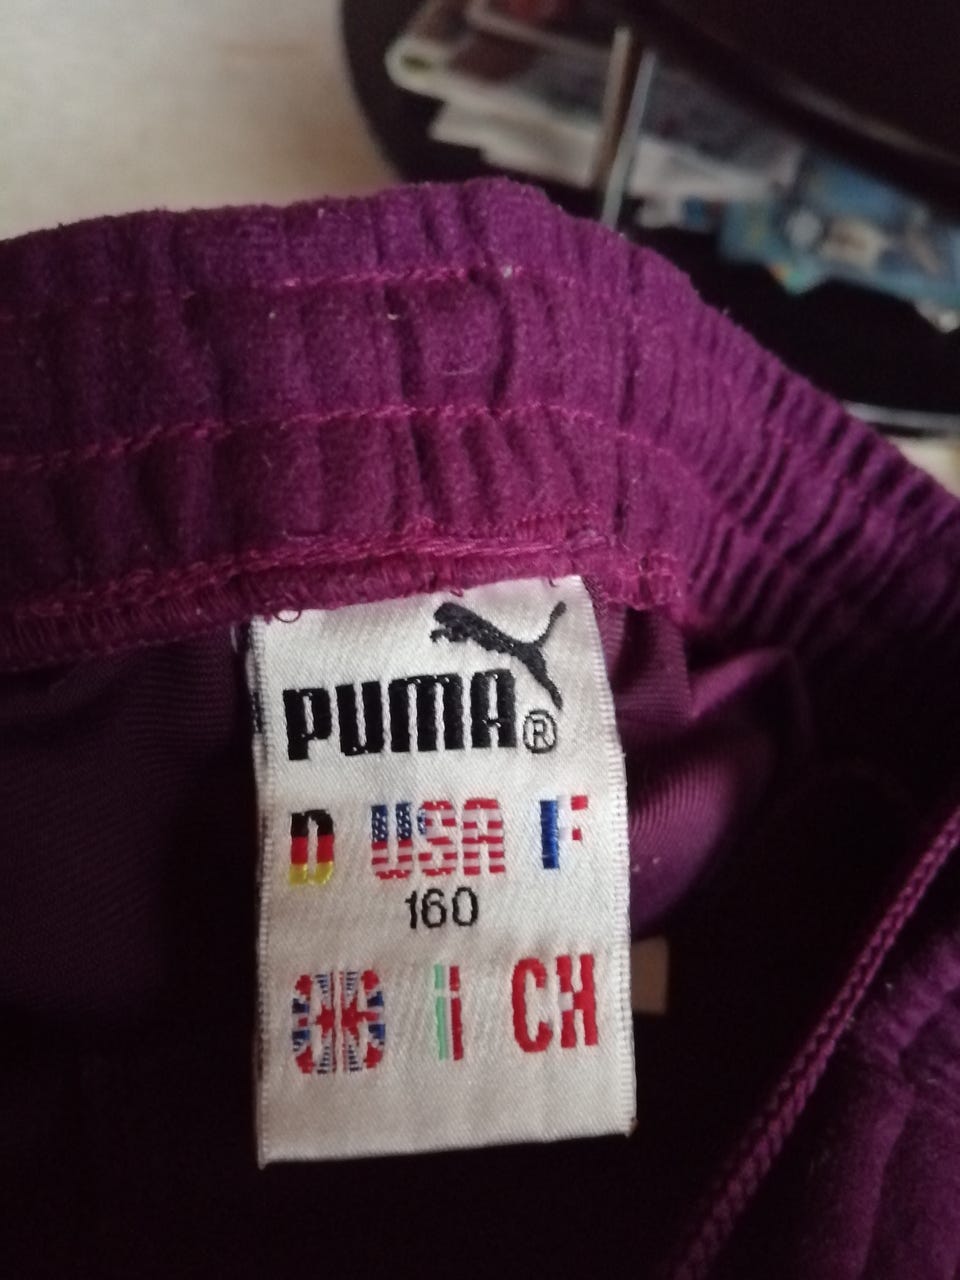 PUMA®
D USA F
160
GB i CH